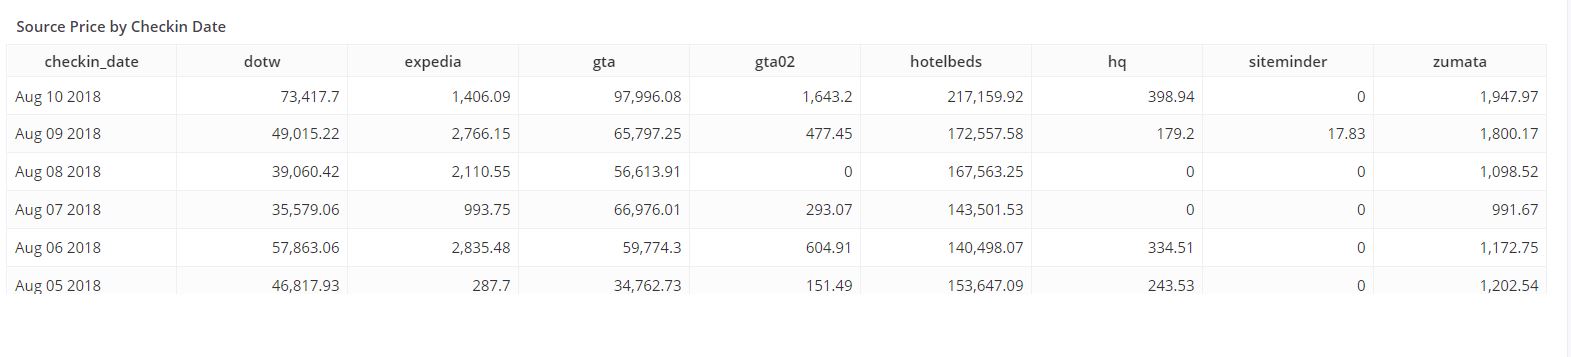 Source Price by Checkin Date
checkin_date dotw expedia gta gta02 hotelbeds hq siteminder zumata
Aug 10 2018 73,417.7 1,406.09 97,996.08 1,643.2 217,159.92 398.94 0 1,947.97
Aug 09 2018 49,015.22 2,766.15 65,797.25 477.45 172,557.58 179.2 17.83 1,800.17
Aug 08 2018 39,060.42 2,110.55 56,613.91 0 167,563.25 0 0 1,098.52
Aug 07 2018 35,579.06 993.75 66,976.01 293.07 143,501.53 0 0 991.67
Aug 06 2018 57,863.06 2,835.48 59,774.3 604.91 140,498.07 334.51 0 1,172.75
Aug 05 2018 46,817.93 287.7 34,762.73 151.49 153,647.09 243.53 0 1,202.54